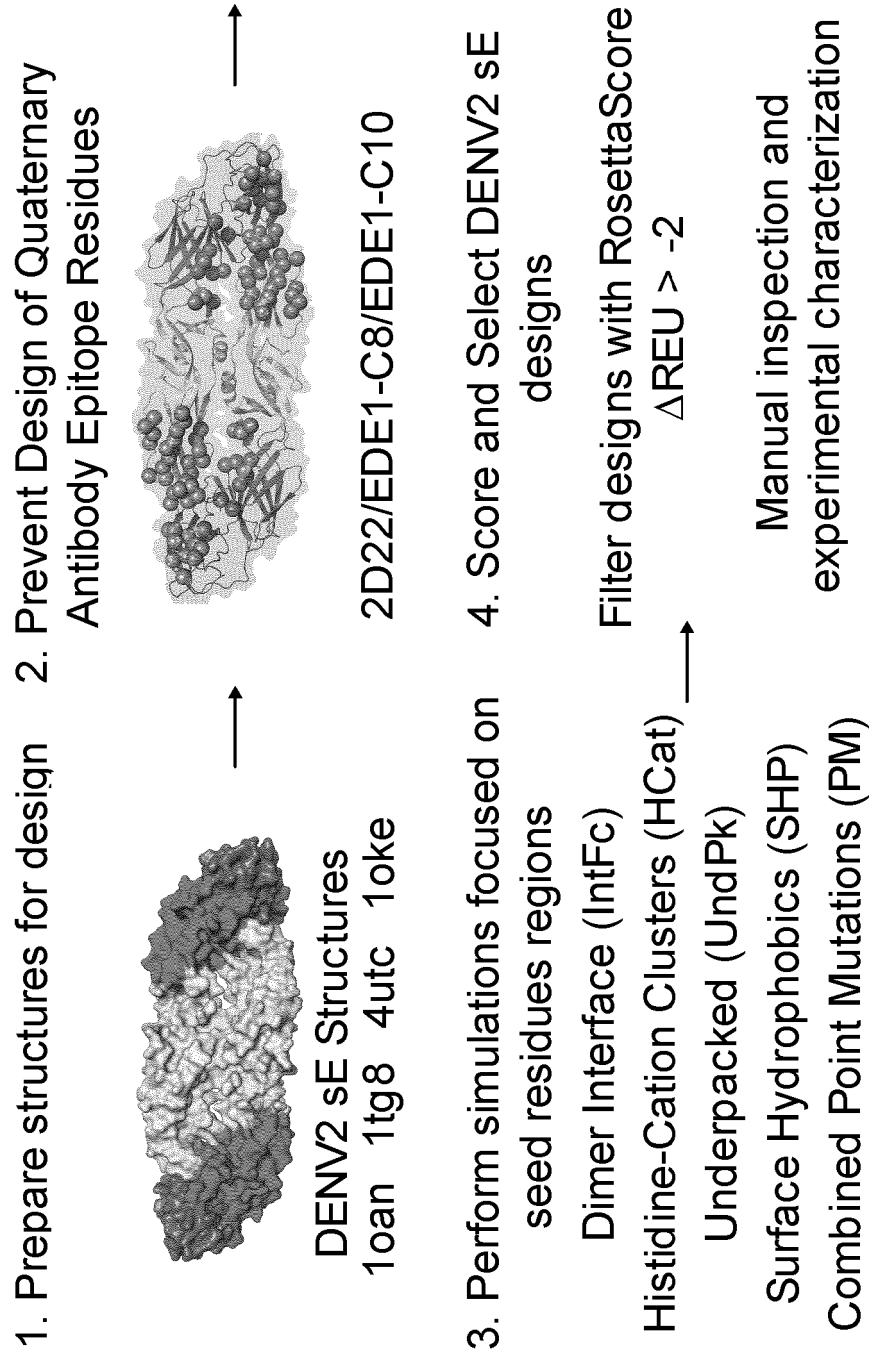 1. Prepare structures for design
DENV2 sE Structures
1oan 1tg8 4utc 1oke
2. Prevent Design of Quaternary
Antibody Epitope Residues
2D22/EDE1-C8/EDE1-C10
3. Perform simulations focused on
seed residues regions
Dimer Interface (IntFc)
Histidine-Cation Clusters (HCat)
Underpacked (UndPk)
Surface Hydrophobics (SHP)
Combined Point Mutations (PM)
4. Score and Select DENV2 sE
designs
Filter designs with RosettaScore
△REU > -2
Manual inspection and
experimental characterization